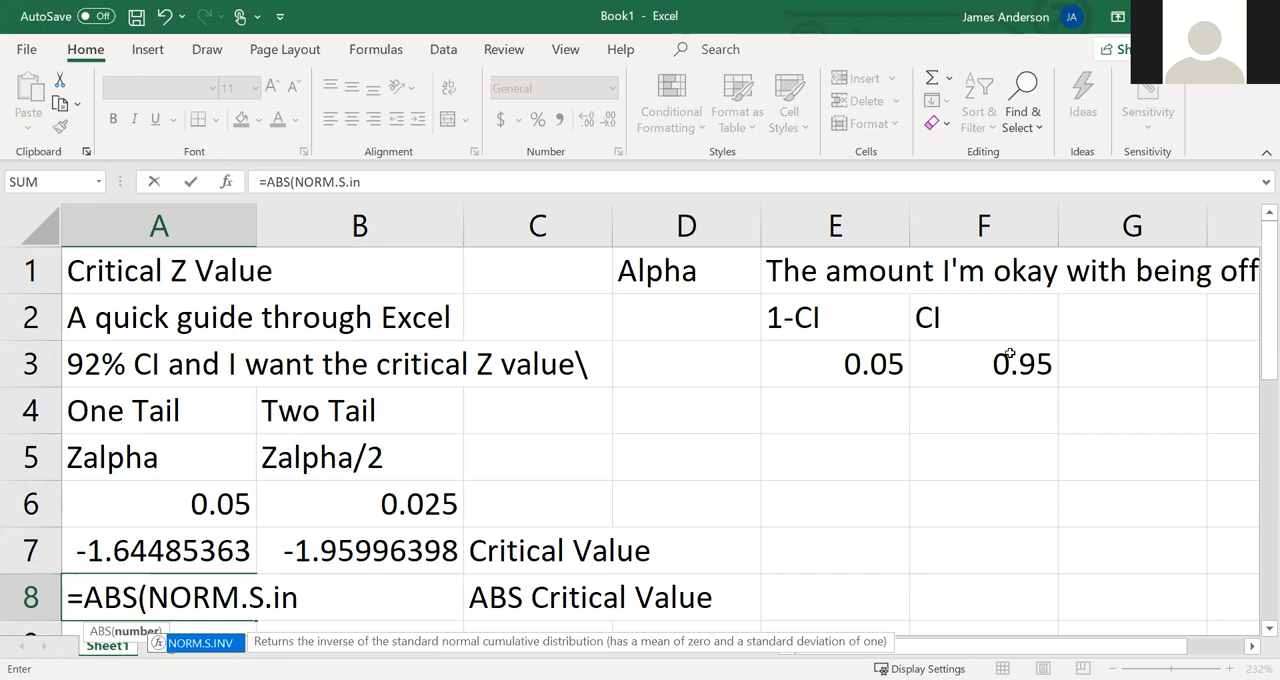 AutoSave Off Book1 - Excel James Anderson JA
File Home Insert Draw Page Layout Formulas Data Review View Help Search Sh
Paste 11 A^ A˅ ab General Conditional Formatting Format as Table Cell Styles Insert Delete Format Sort & Filter Find & Select Ideas Sensitivity
B I U A $ % 9
Clipboard Font Alignment Number Styles Cells Editing Ideas Sensitivity
SUM fx =ABS(NORM.S.in
A B C D E F G
1 Critical Z Value Alpha The amount I'm okay with being off
2 A quick guide through Excel 1-CI CI
3 92% CI and I want the critical Z value\ 0.05 0.95
4 One Tail Two Tail
5 Zalpha Zalpha/2
6 0.05 0.025
7 -1.64485363 -1.95996398 Critical Value
8 =ABS(NORM.S.in ABS Critical Value
ABS(number)
Sheet1 fx NORM.S.INV Returns the inverse of the standard normal cumulative distribution (has a mean of zero and a standard deviation of one)
Enter Display Settings 232%